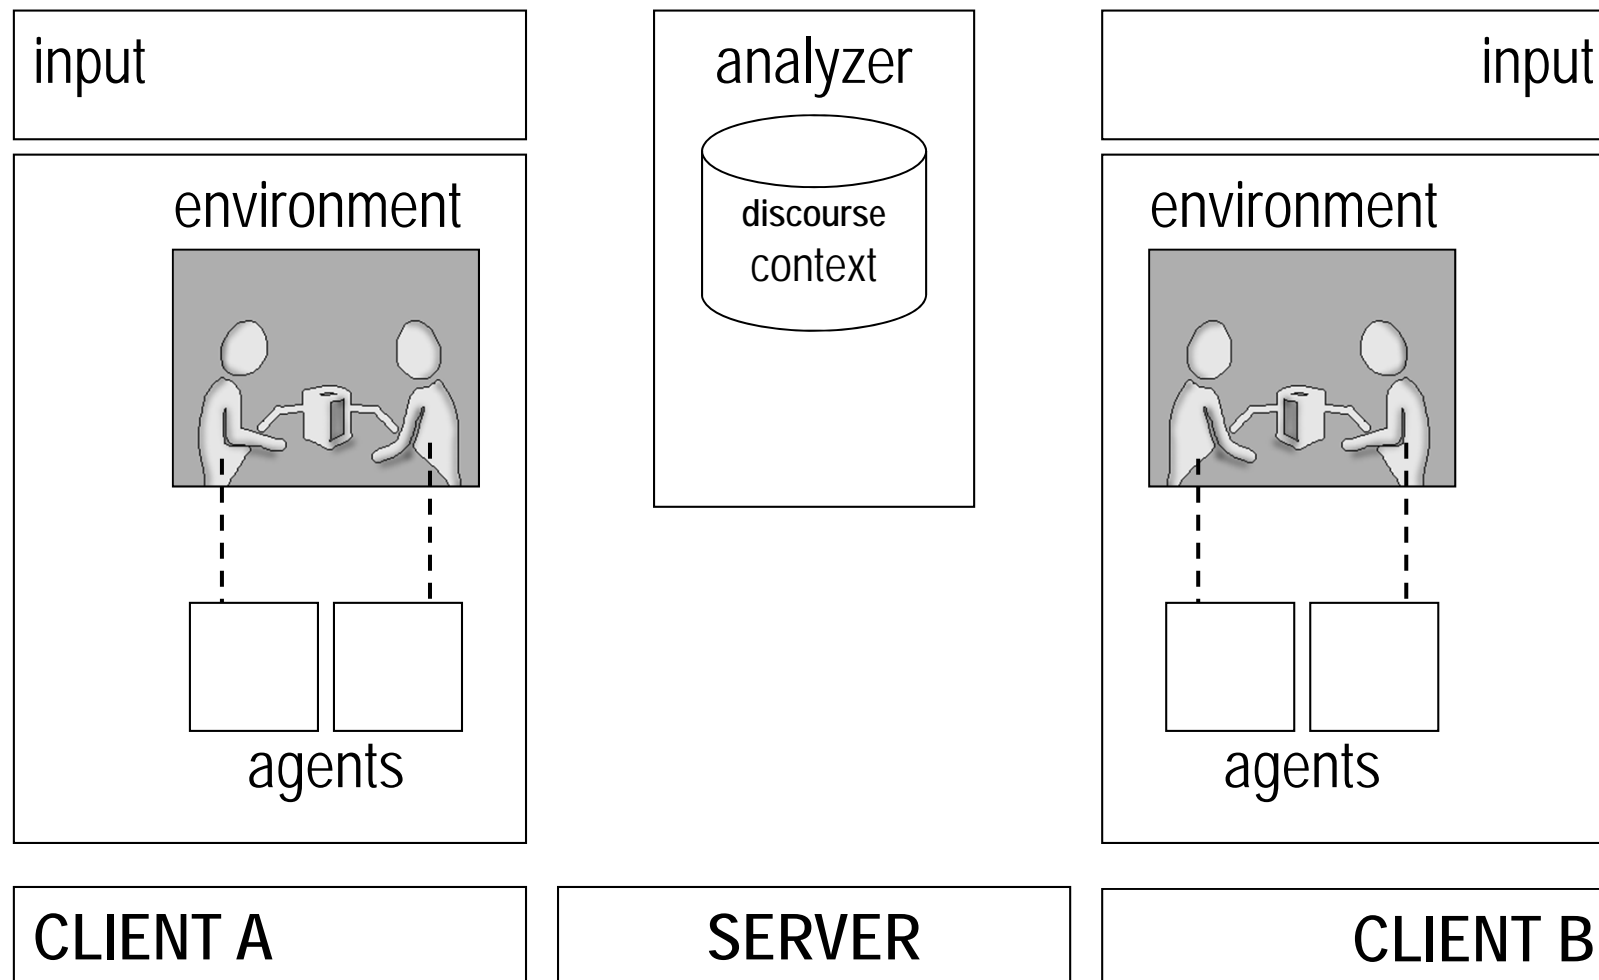 input
environment
agents
CLIENT A
analyzer
discourse
context
SERVER
input
environment
agents
CLIENT B